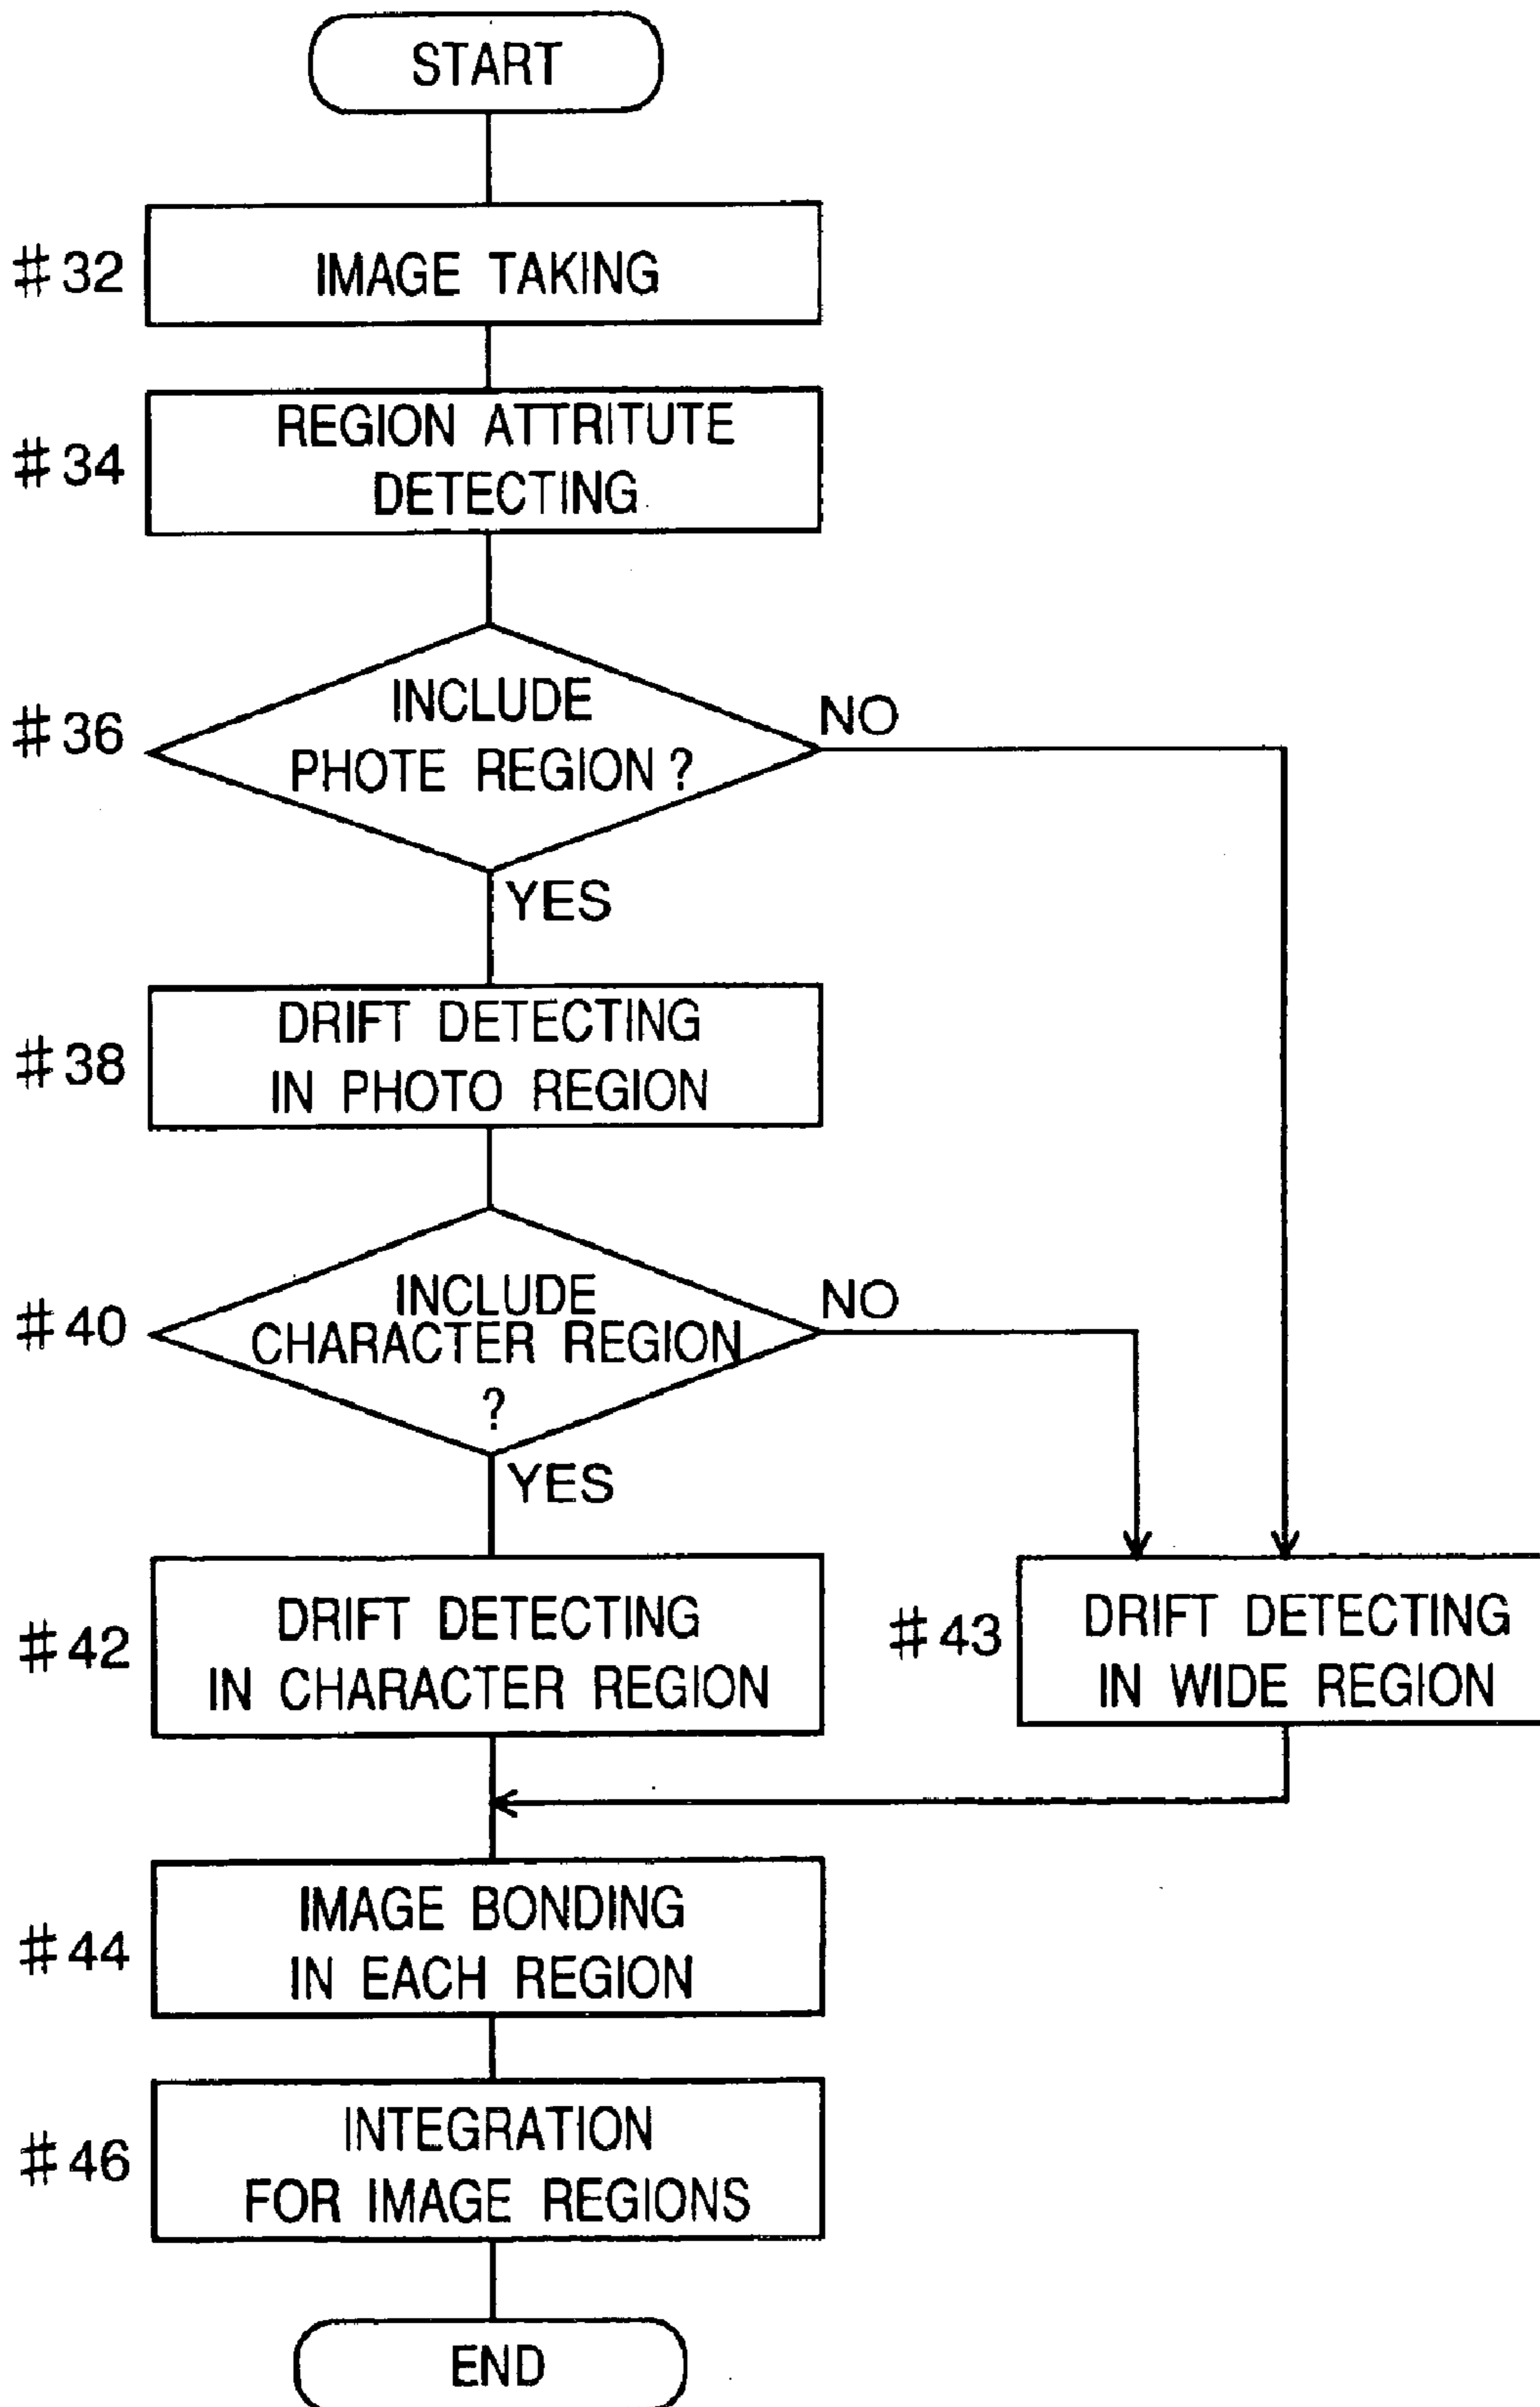 START
#32
IMAGE TAKING
#34
REGION ATTRITUTE
DETECTING
#36
INCLUDE
PHOTE REGION ?
NO
YES
#38
DRIFT DETECTING
IN PHOTO REGION
#40
INCLUDE
CHARACTER REGION
?
NO
YES
#42
DRIFT DETECTING
IN CHARACTER REGION
#43
DRIFT DETECTING
IN WIDE REGION
#44
IMAGE BONDING
IN EACH REGION
#46
INTEGRATION
FOR IMAGE REGIONS
END